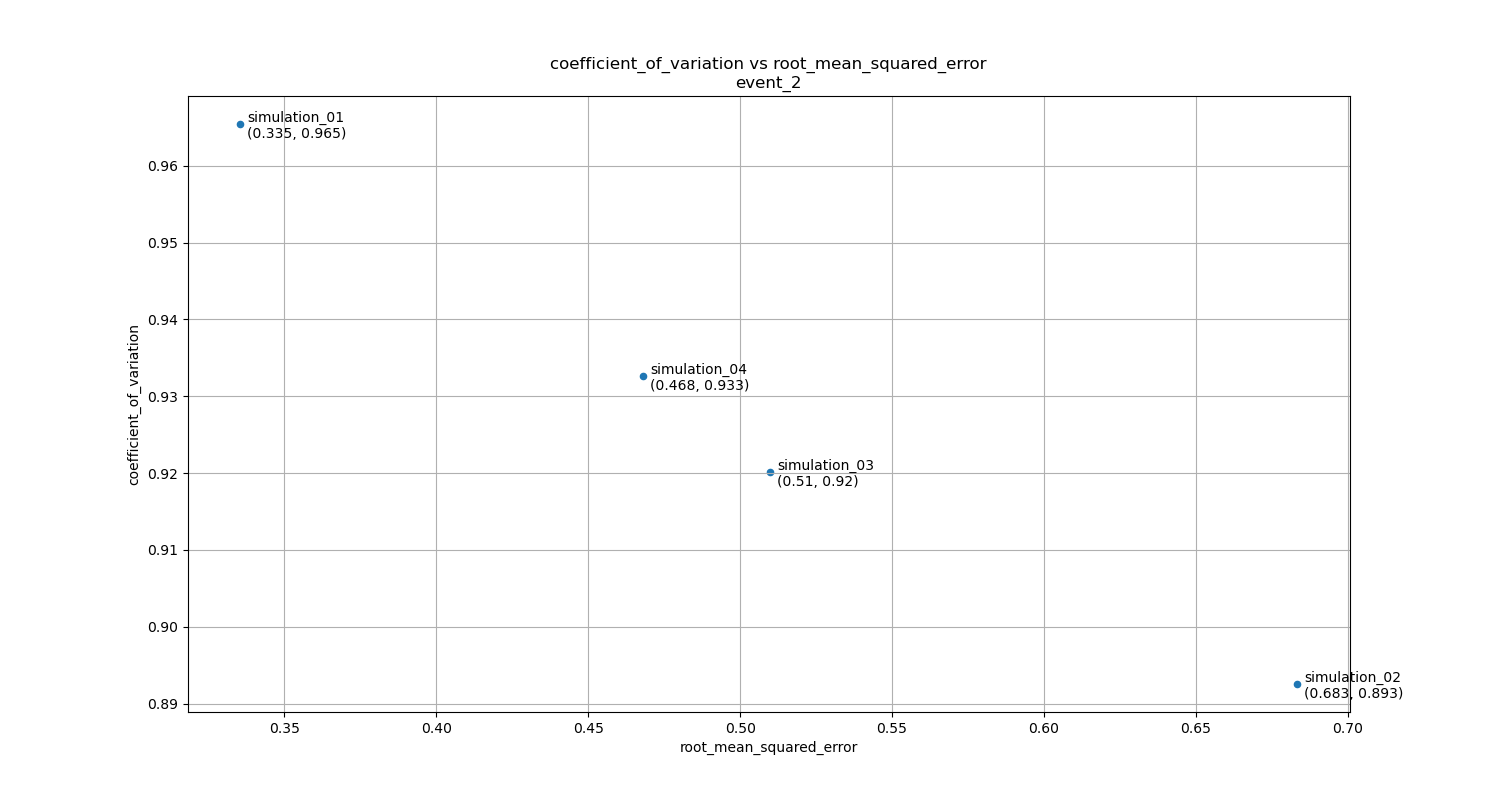 coefficient_of_variation vs root_mean_squared_error
event_2
simulation_01
(0.335, 0.965)
0.96
0.95
0.94
simulation_04
(0.468, 0.933)
0.93
simulation_03
(0.51, 0.92)
0.92
0.91
0.90
simulation_02
(0.683, 0.893)
0.89
coefficient_of_variation
0.35 0.40 0.45 0.50 0.55 0.60 0.65 0.70
root_mean_squared_error